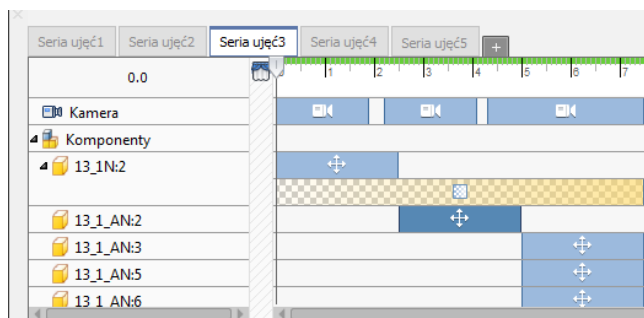 Seria ujęć1 Seria ujęć2 Seria ujęć3 Seria ujęć4 Seria ujęć5 +
0.0 1 2 3 4 5 6 7
Kamera
Komponenty
13_1N:2
13_1_AN:2
13_1_AN:3
13_1_AN:5
13_1_AN:6